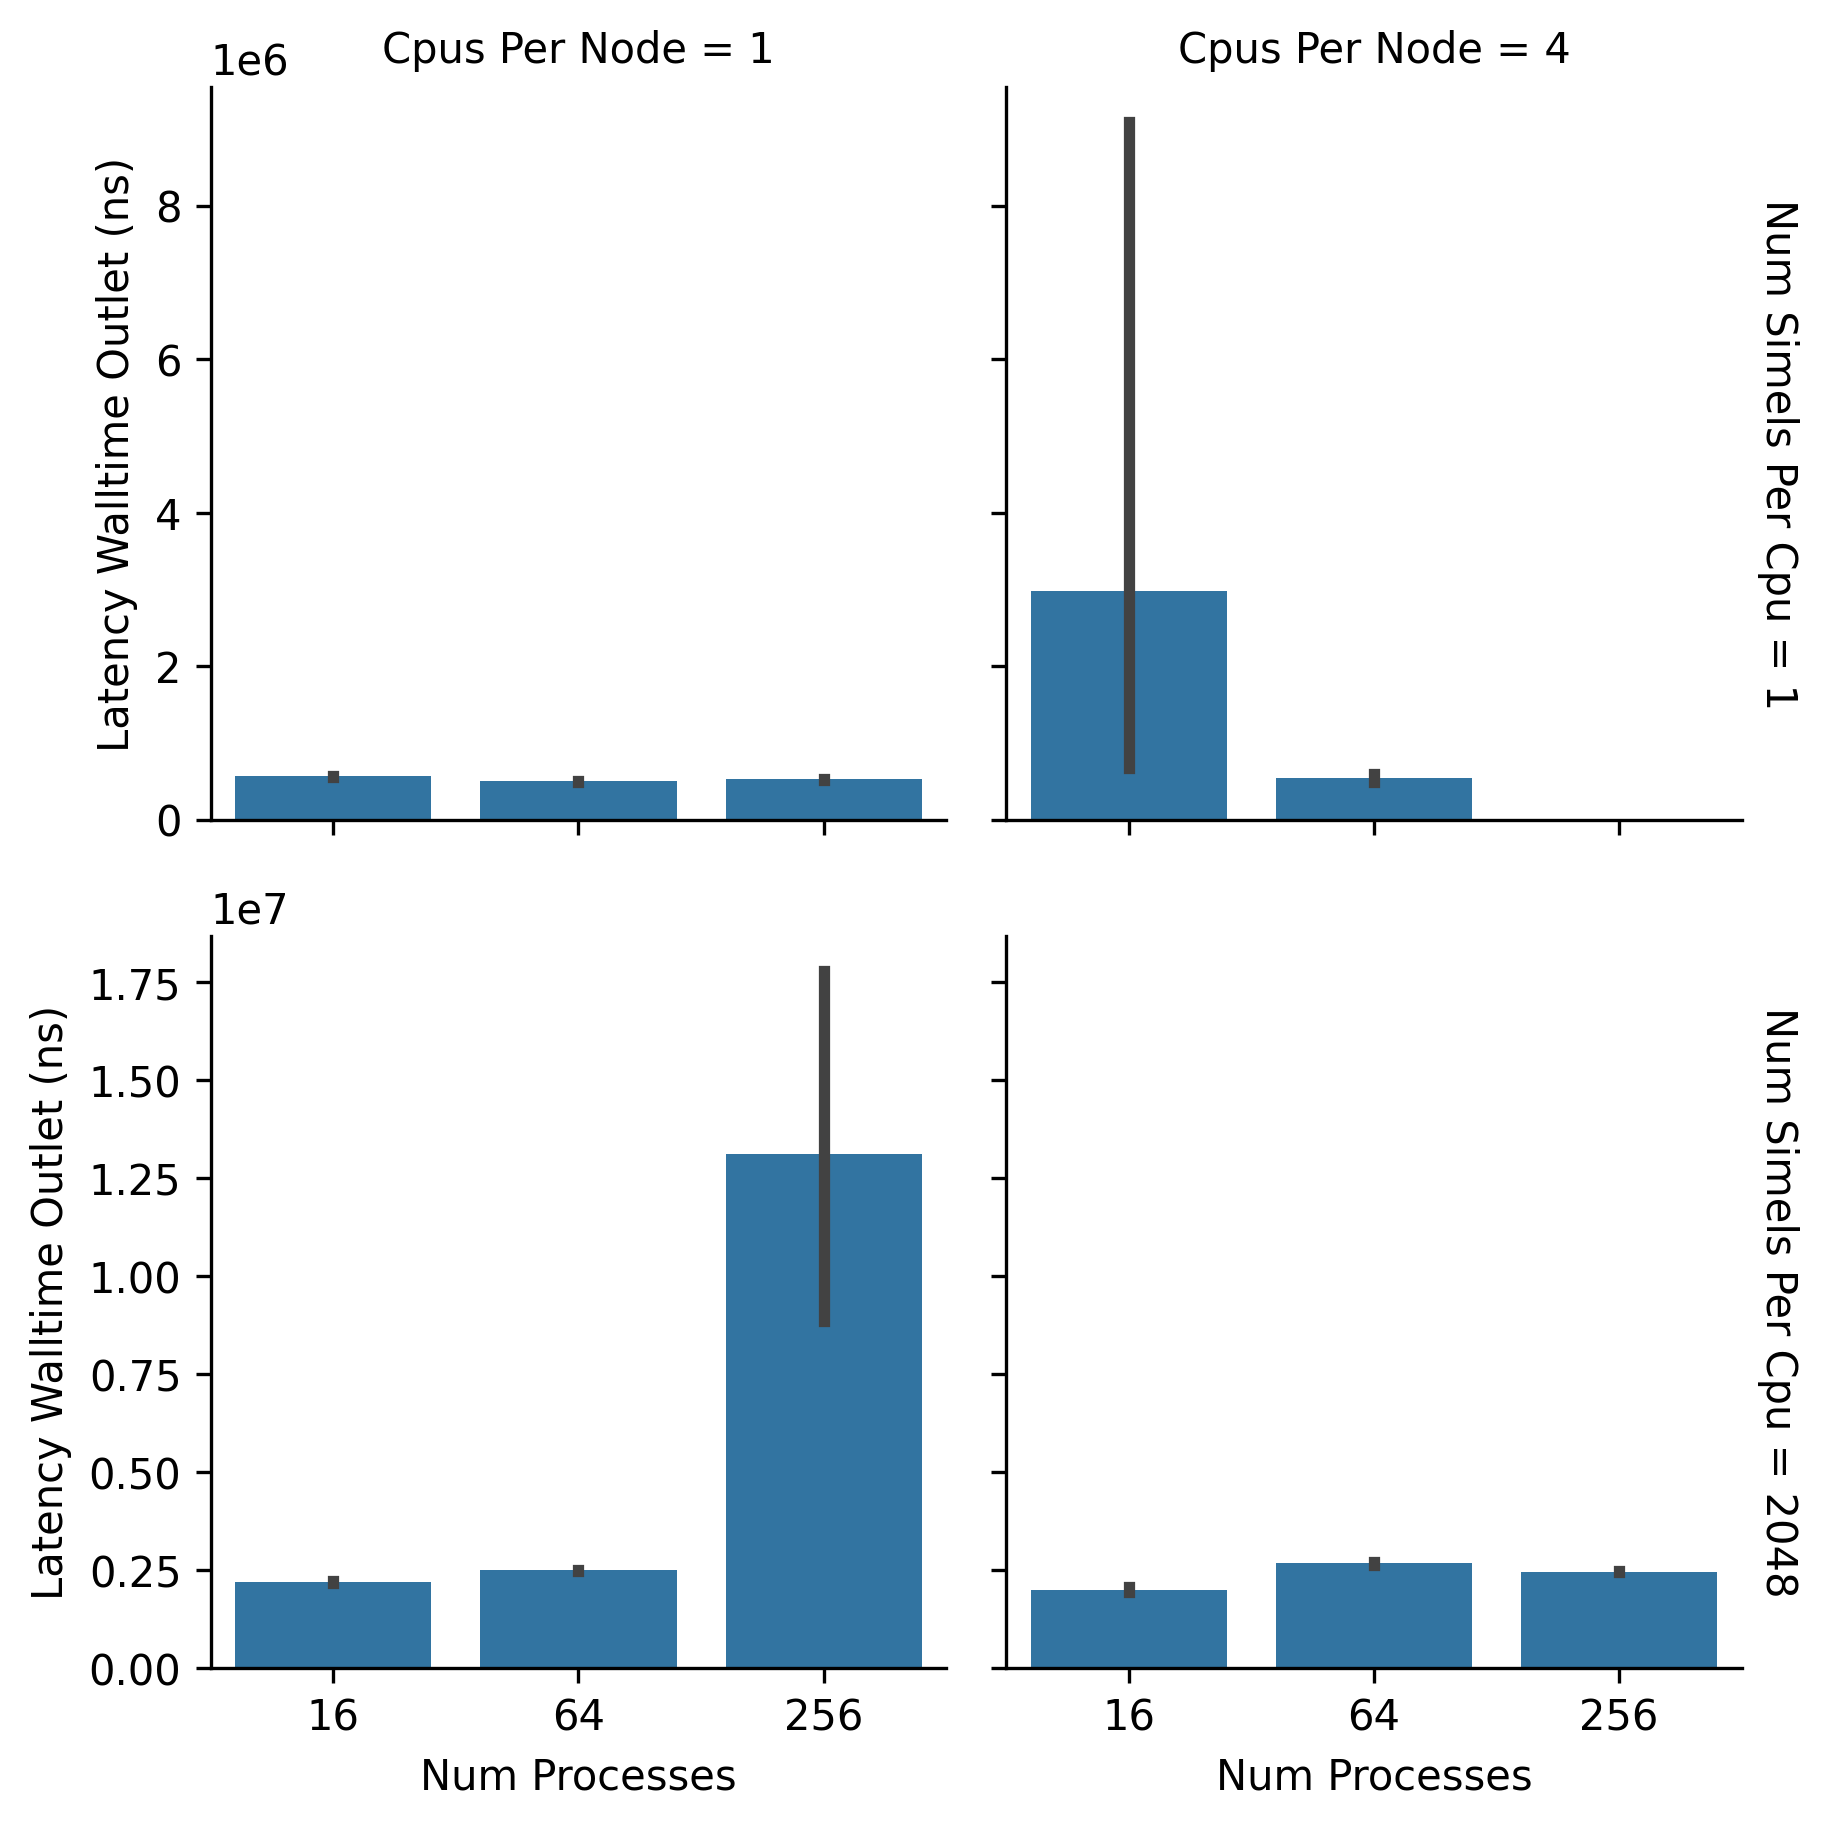 Cpus Per Node = 1
Cpus Per Node = 4
1e6
Latency Walltime Outlet (ns)
8
6
4
2
0
Num Simels Per Cpu = 1
1e7
Latency Walltime Outlet (ns)
1.75
1.50
1.25
1.00
0.75
0.50
0.25
0.00
Num Simels Per Cpu = 2048
16 64 256
16 64 256
Num Processes
Num Processes